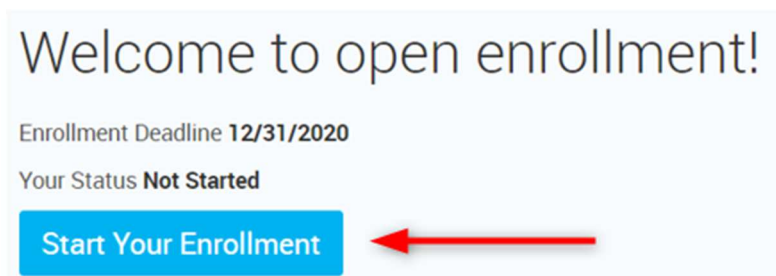 Welcome to open enrollment!
Enrollment Deadline 12/31/2020
Your Status Not Started
Start Your Enrollment